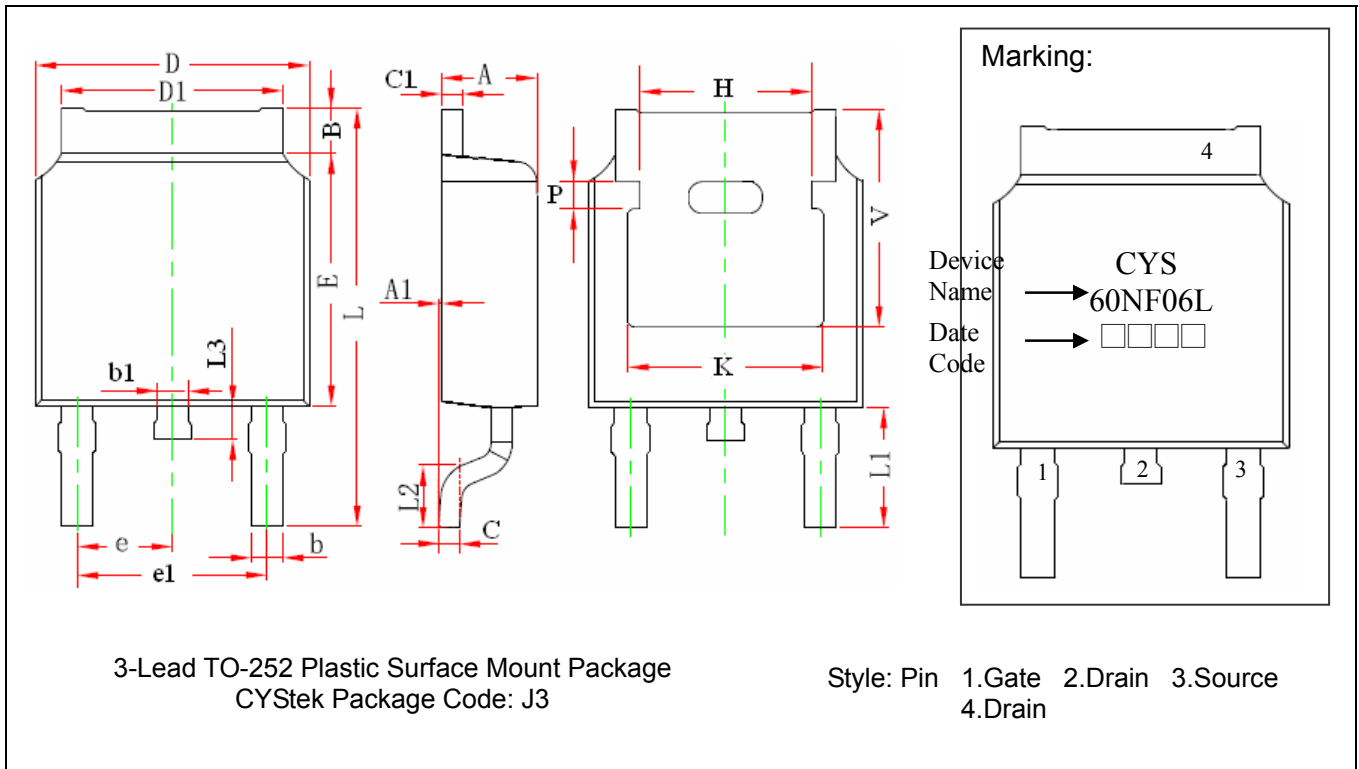 D
D1
B
E
L
L3
b1
e
e1
b
C1
A
A1
L2
C
H
P
V
K
L1
Marking:
4
Device
Name
CYS
60NF06L
Date
Code
□□□□
1
2
3
3-Lead TO-252 Plastic Surface Mount Package
CYStek Package Code: J3
Style: Pin 1.Gate 2.Drain 3.Source
4.Drain